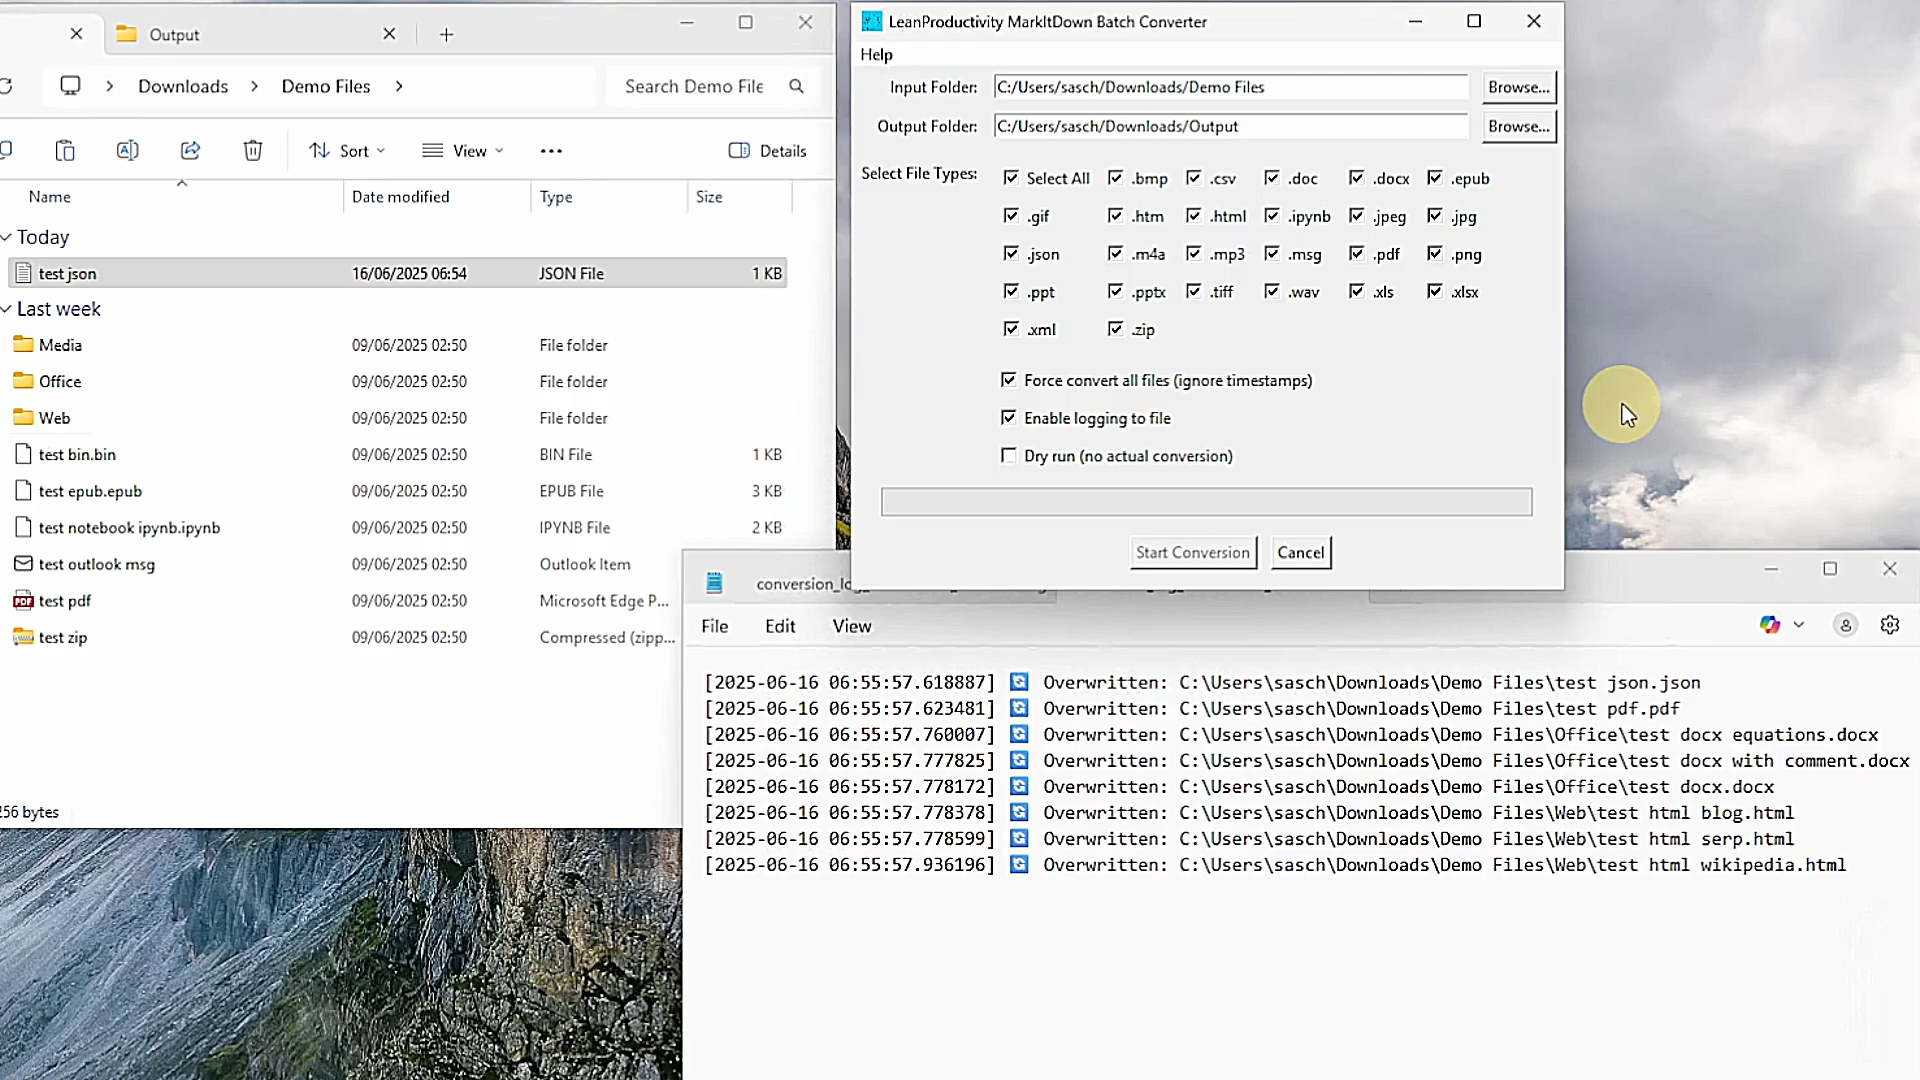 Output
Downloads
Demo Files
Search Demo File
Sort
View
Details
Name
Date modified
Type
Size
Today
test json 16/06/2025 06:54 JSON File 1 KB
Last week
Media 09/06/2025 02:50 File folder
Office 09/06/2025 02:50 File folder
Web 09/06/2025 02:50 File folder
test bin.bin 09/06/2025 02:50 BIN File 1 KB
test epub.epub 09/06/2025 02:50 EPUB File 3 KB
test notebook ipynb.ipynb 09/06/2025 02:50 IPYNB File 2 KB
test outlook msg 09/06/2025 02:50 Outlook Item
test pdf 09/06/2025 02:50 Microsoft Edge P...
test zip 09/06/2025 02:50 Compressed (zipp...
256 bytes
LeanProductivity MarkItDown Batch Converter
Help
Input Folder: C:/Users/sasch/Downloads/Demo Files Browse...
Output Folder: C:/Users/sasch/Downloads/Output Browse...
Select File Types: Select All .bmp .csv .doc .docx .epub
.gif .htm .html .ipynb .jpeg .jpg
.json .m4a .mp3 .msg .pdf .png
.ppt .pptx .tiff .wav .xls .xlsx
.xml .zip
Force convert all files (ignore timestamps)
Enable logging to file
Dry run (no actual conversion)
Start Conversion Cancel
File Edit View
[2025-06-16 06:55:57.618887] Overwritten: C:\Users\sasch\Downloads\Demo Files\test json.json
[2025-06-16 06:55:57.623481] Overwritten: C:\Users\sasch\Downloads\Demo Files\test pdf.pdf
[2025-06-16 06:55:57.760007] Overwritten: C:\Users\sasch\Downloads\Demo Files\Office\test docx equations.docx
[2025-06-16 06:55:57.777825] Overwritten: C:\Users\sasch\Downloads\Demo Files\Office\test docx with comment.docx
[2025-06-16 06:55:57.778172] Overwritten: C:\Users\sasch\Downloads\Demo Files\Office\test docx.docx
[2025-06-16 06:55:57.778378] Overwritten: C:\Users\sasch\Downloads\Demo Files\Web\test html blog.html
[2025-06-16 06:55:57.778599] Overwritten: C:\Users\sasch\Downloads\Demo Files\Web\test html serp.html
[2025-06-16 06:55:57.936196] Overwritten: C:\Users\sasch\Downloads\Demo Files\Web\test html wikipedia.html